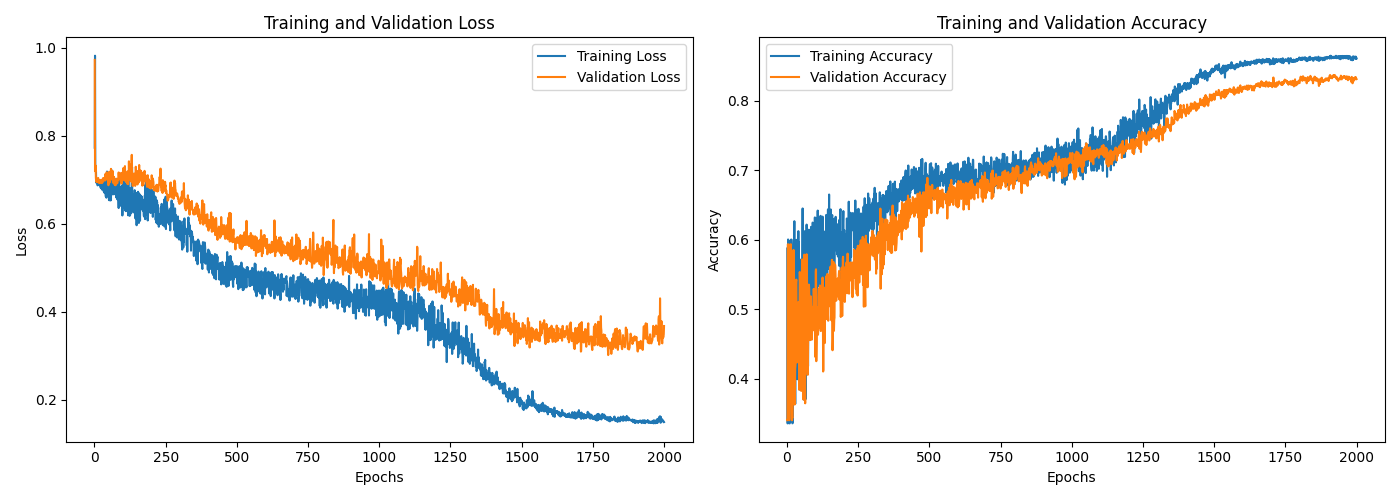 Training and Validation Loss
1.0
0.8
0.6
0.4
0.2
Loss
Training Loss
Validation Loss
0 250 500 750 1000 1250 1500 1750 2000
Epochs
Training and Validation Accuracy
0.8
0.7
0.6
0.5
0.4
Accuracy
Training Accuracy
Validation Accuracy
0 250 500 750 1000 1250 1500 1750 2000
Epochs